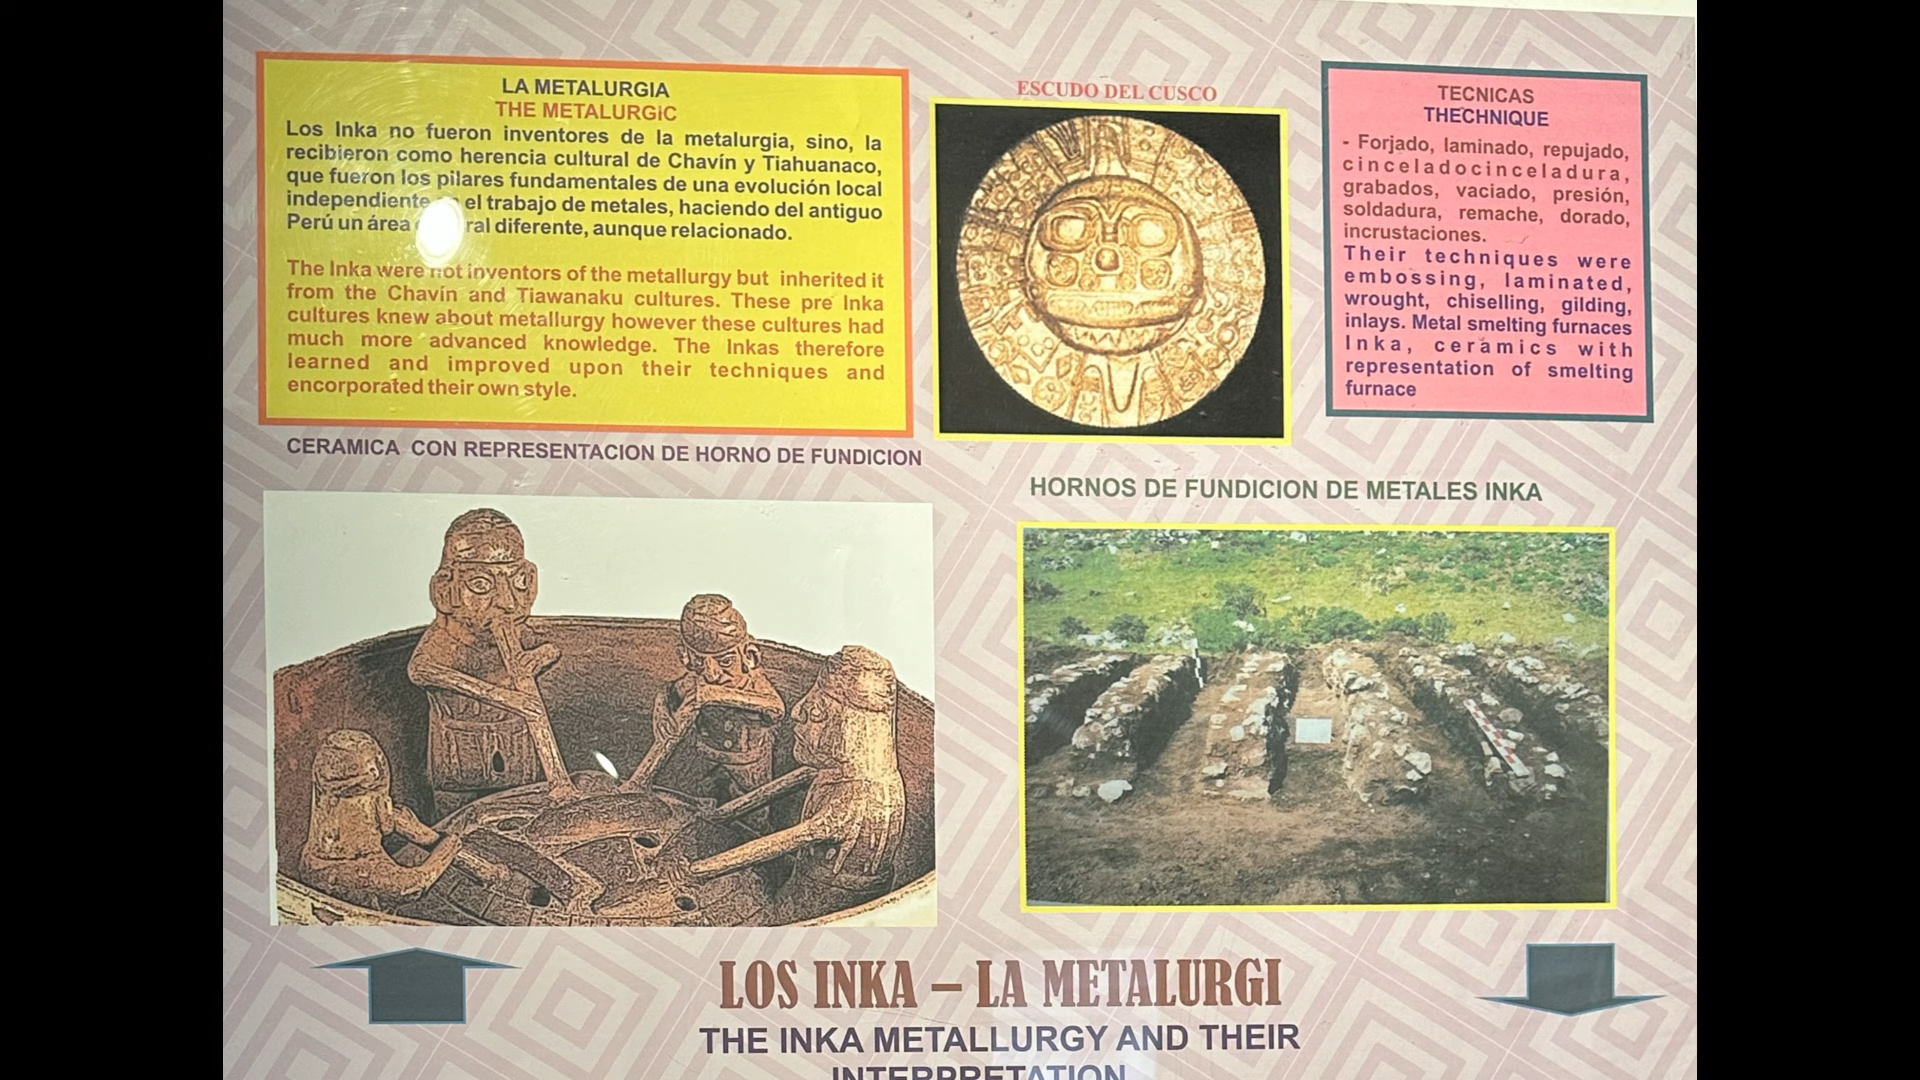 LA METALURGIA
THE METALURGiC
Los Inka no fueron inventores de la metalurgia, sino, la
recibieron como herencia cultural de Chavín y Tiahuanaco,
que fueron los pilares fundamentales de una evolución local
independiente el trabajo de metales, haciendo del antiguo
Perú un área diferente, aunque relacionado.
The Inka were not inventors of the metallurgy but inherited it
from the Chavín and Tiawanaku cultures. These pre Inka
cultures knew about metallurgy however these cultures had
much more advanced knowledge. The Inkas therefore
learned and improved upon their techniques and
encorporated their own style.
ESCUDO DEL CUSCO
TECNICAS
THECHNIQUE
- Forjado, laminado, repujado,
cinceladocinceladura,
grabados, vaciado, presión,
soldadura, remache, dorado,
incrustaciones.
Their techniques were
embossing, laminated,
wrought, chiselling, gilding,
inlays. Metal smelting furnaces
Inka, ceramics with
representation of smelting
furnace
CERAMICA CON REPRESENTACION DE HORNO DE FUNDICION
HORNOS DE FUNDICION DE METALES INKA
LOS INKA – LA METALURGI
THE INKA METALLURGY AND THEIR
INTERPRETATION